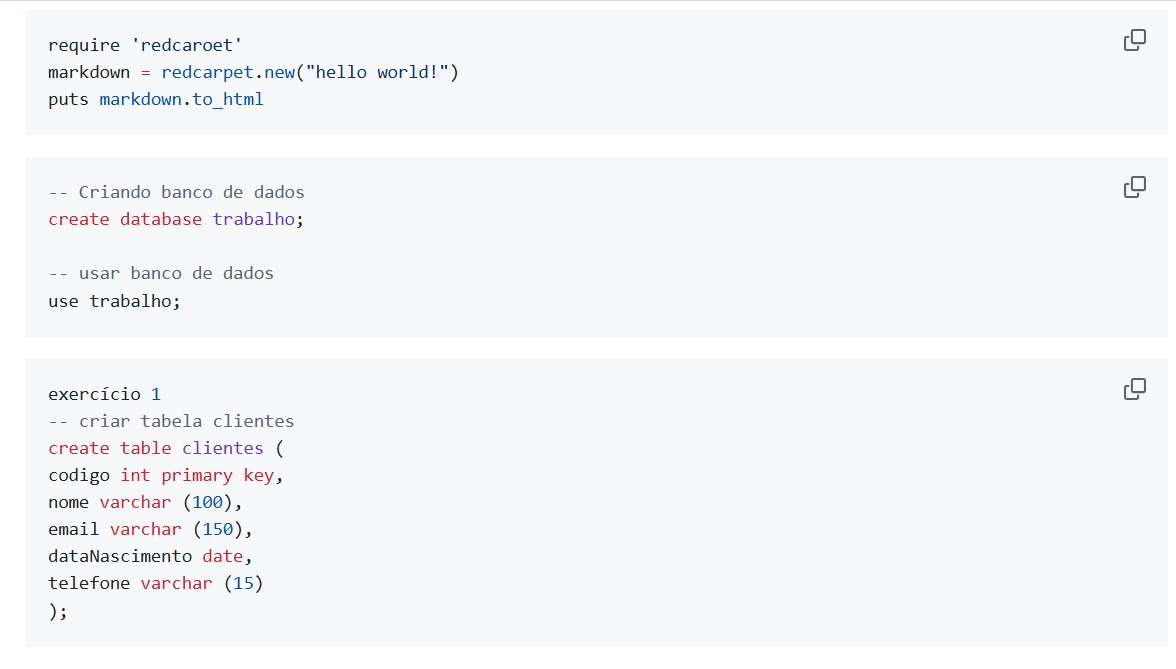 require 'redcaroet'
markdown = redcarpet.new("hello world!")
puts markdown.to_html
-- Criando banco de dados
create database trabalho;
-- usar banco de dados
use trabalho;
exercício 1
-- criar tabela clientes
create table clientes (
codigo int primary key,
nome varchar (100),
email varchar (150),
dataNascimento date,
telefone varchar (15)
);